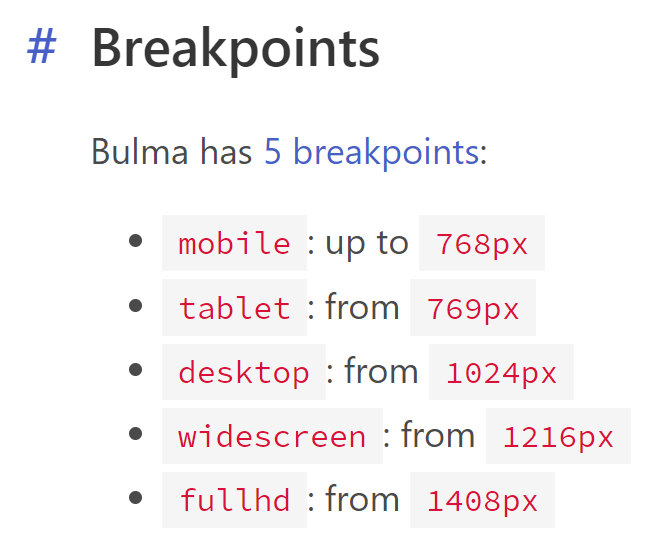 # Breakpoints
Bulma has 5 breakpoints:
• mobile : up to 768px
• tablet : from 769px
• desktop : from 1024px
• widescreen : from 1216px
• fullhd : from 1408px